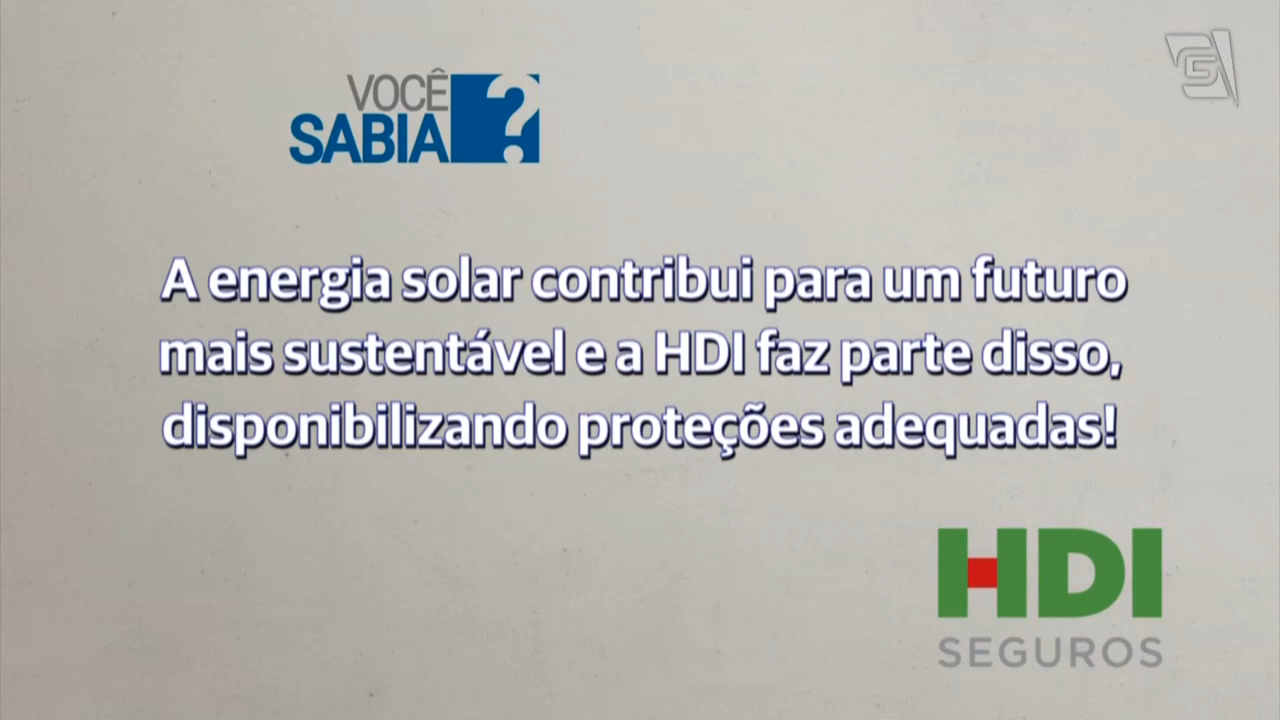 VOCÊ
SABIA?
A energia solar contribui para um futuro
mais sustentável e a HDI faz parte disso,
disponibilizando proteções adequadas!
HDI
SEGUROS